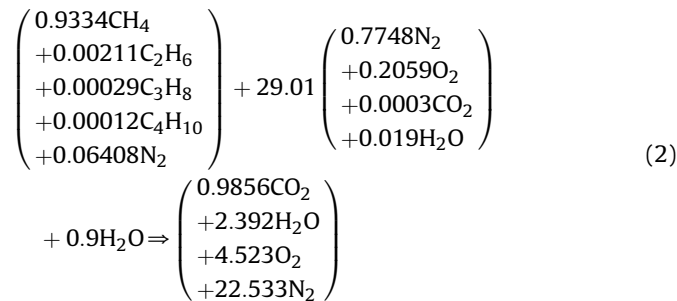 0.9334CH₄
+0.00211C₂H₆
+0.00029C₃H₈
+0.00012C₄H₁₀
+0.06408N₂
+ 29.01
0.7748N₂
+0.2059O₂
+0.0003CO₂
+0.019H₂O
(2)
+ 0.9H₂O⇒
0.9856CO₂
+2.392H₂O
+4.523O₂
+22.533N₂